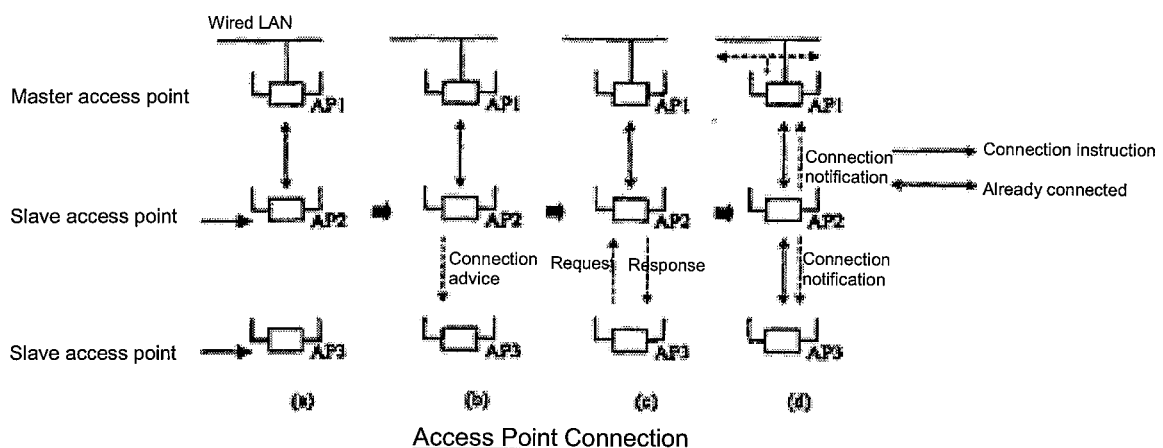 Wired LAN
Master access point
AP1 AP1 AP1 AP1
Connection notification
Connection instruction
Already connected
Slave access point
AP2 AP2 AP2 AP2
Connection advice
Request Response
Connection notification
Slave access point
AP3 AP3 AP3 AP3
(a) (b) (c) (d)
Access Point Connection